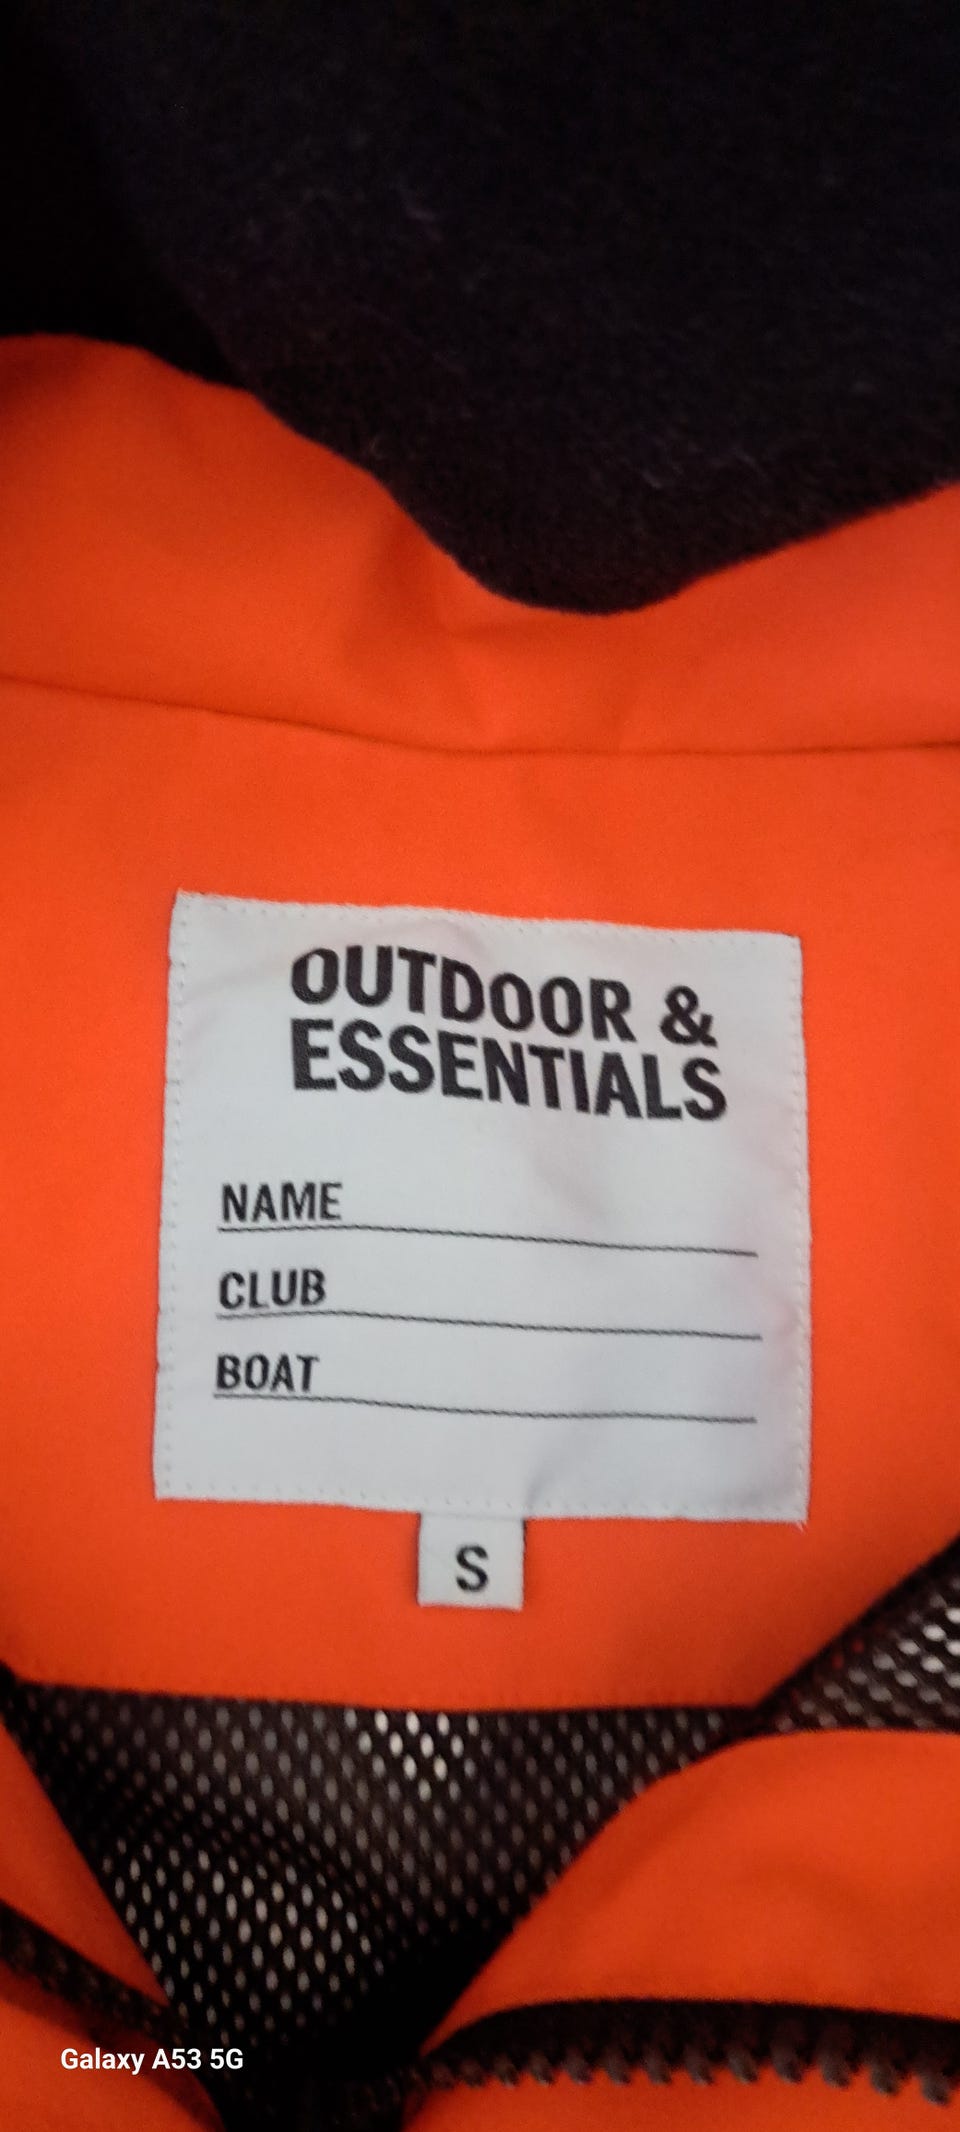 OUTDOOR &
ESSENTIALS
NAME
CLUB
BOAT
S
Galaxy A53 5G